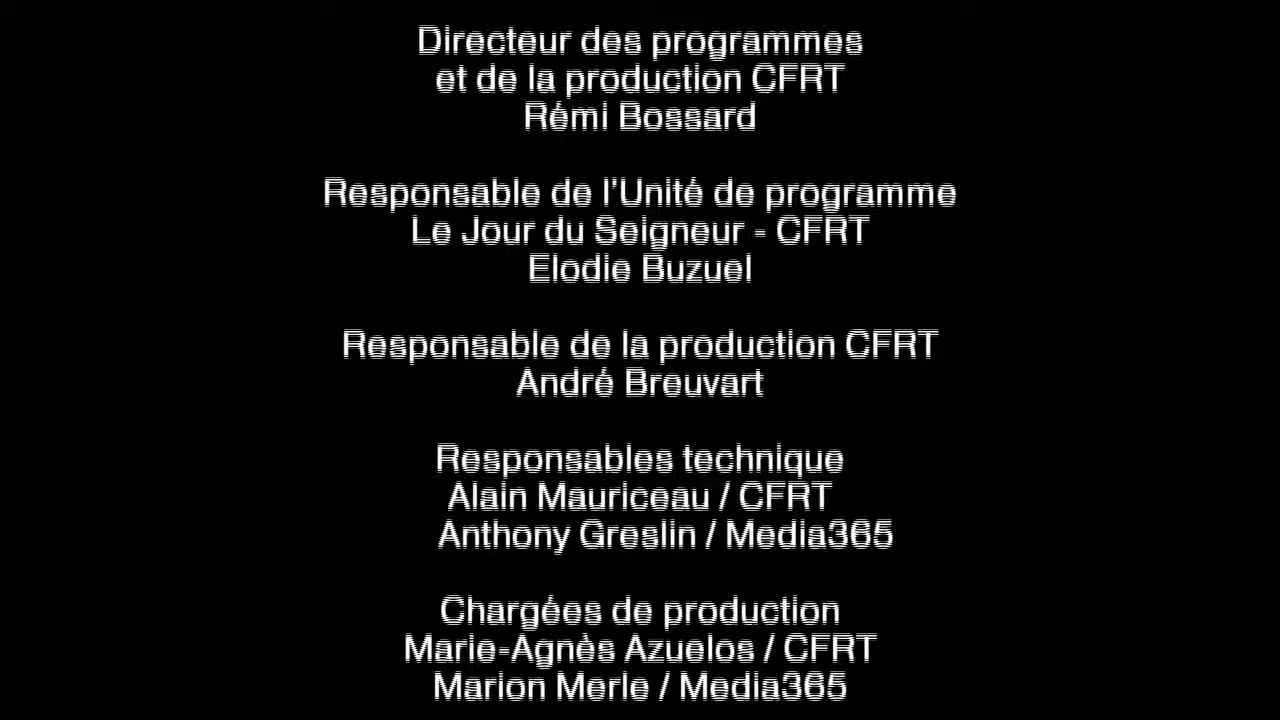 Directeur des programmes
et de la production CFRT
Rémi Bossard
Responsable de l'Unité de programme
Le Jour du Seigneur - CFRT
Elodie Buzuel
Responsable de la production CFRT
André Breuvart
Responsables technique
Alain Mauriceau / CFRT
Anthony Greslin / Media365
Chargées de production
Marie-Agnès Azuelos / CFRT
Marion Merle / Media365